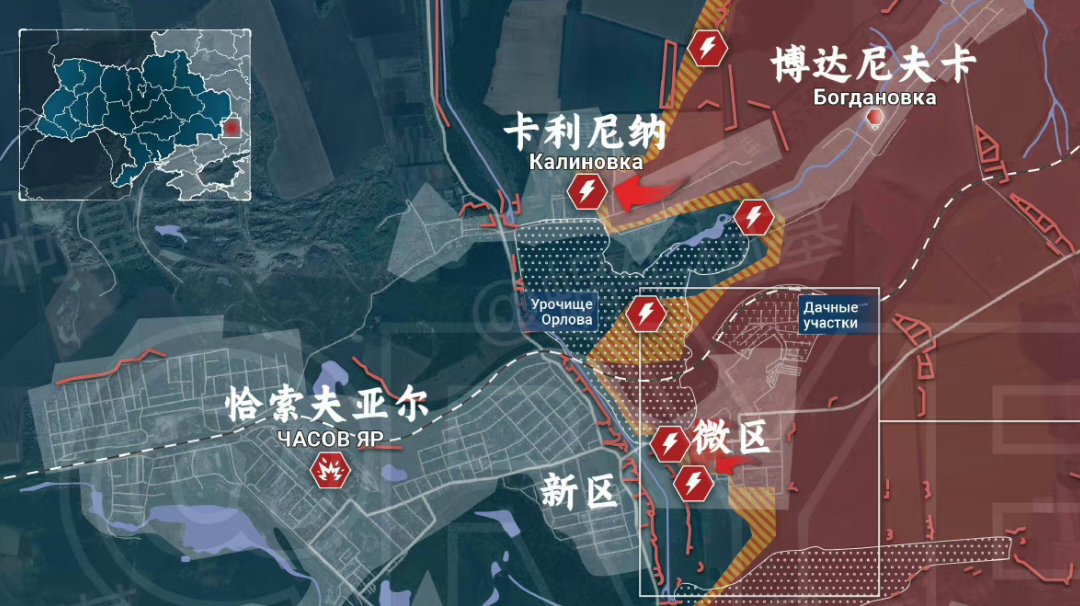 博达尼夫卡
Богдановка
卡利尼纳
Калиновка
Урочище
Орлова
Дачные
участки
恰索夫亚尔
ЧАСОВ ЯР
微区
新区